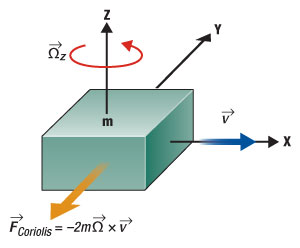 Z
Y
Ω⃗z
m
v⃗
X
F⃗Coriolis = –2mΩ⃗ × v⃗